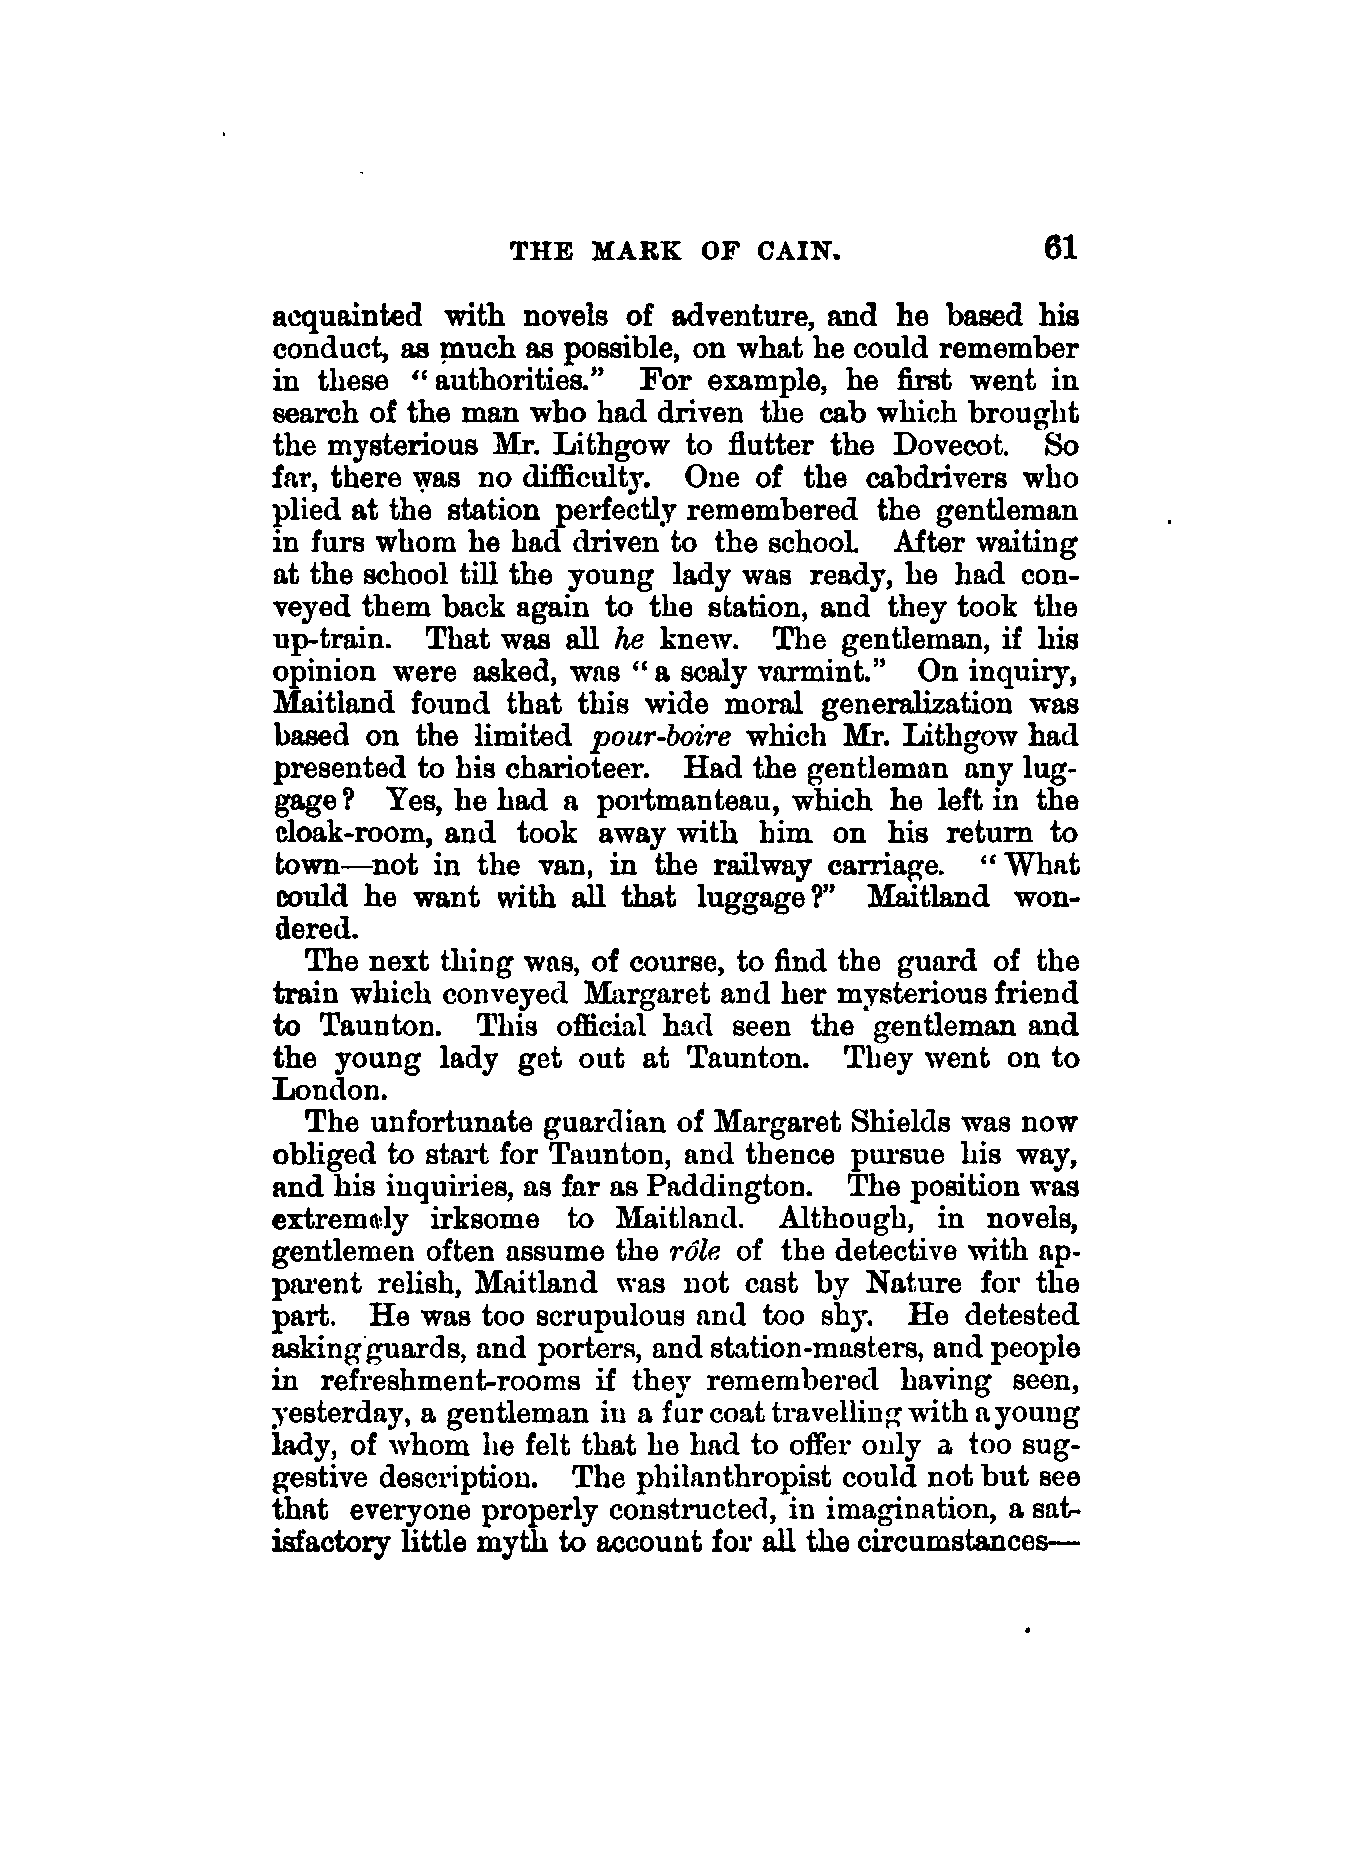 THE MARK OF CAIN. 61
acquainted with novels of adventure, and he based his
conduct, as much as possible, on what he could remember
in these “authorities.” For example, he first went in
search of the man who had driven the cab which brought
the mysterious Mr. Lithgow to flutter the Dovecot. So
far, there was no difficulty. One of the cabdrivers who
plied at the station perfectly remembered the gentleman
in furs whom he had driven to the school. After waiting
at the school till the young lady was ready, he had con-
veyed them back again to the station, and they took the
up-train. That was all he knew. The gentleman, if his
opinion were asked, was “a scaly varmint.” On inquiry,
Maitland found that this wide moral generalization was
based on the limited pour-boire which Mr. Lithgow had
presented to his charioteer. Had the gentleman any lug-
gage? Yes, he had a portmanteau, which he left in the
cloak-room, and took away with him on his return to
town—not in the van, in the railway carriage. “What
could he want with all that luggage?” Maitland won-
dered.
The next thing was, of course, to find the guard of the
train which conveyed Margaret and her mysterious friend
to Taunton. This official had seen the gentleman and
the young lady get out at Taunton. They went on to
London.
The unfortunate guardian of Margaret Shields was now
obliged to start for Taunton, and thence pursue his way,
and his inquiries, as far as Paddington. The position was
extremely irksome to Maitland. Although, in novels,
gentlemen often assume the rôle of the detective with ap-
parent relish, Maitland was not cast by Nature for the
part. He was too scrupulous and too shy. He detested
asking guards, and porters, and station-masters, and people
in refreshment-rooms if they remembered having seen,
yesterday, a gentleman in a fur coat travelling with a young
lady, of whom he felt that he had to offer only a too sug-
gestive description. The philanthropist could not but see
that everyone properly constructed, in imagination, a sat-
isfactory little myth to account for all the circumstances—